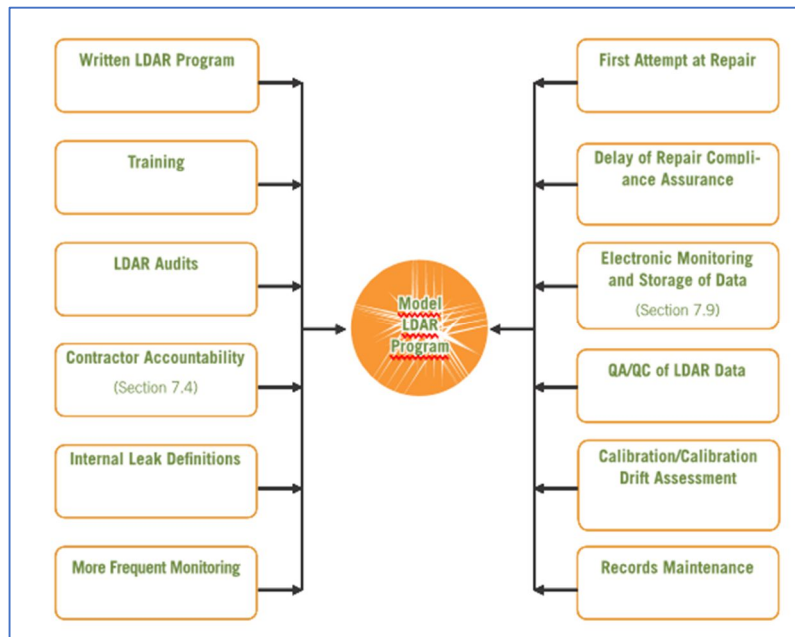 Written LDAR Program
Training
LDAR Audits
Contractor Accountability
(Section 7.4)
Internal Leak Definitions
More Frequent Monitoring
Model
LDAR
Program
First Attempt at Repair
Delay of Repair Compli-
ance Assurance
Electronic Monitoring
and Storage of Data
(Section 7.9)
QA/QC of LDAR Data
Calibration/Calibration
Drift Assessment
Records Maintenance